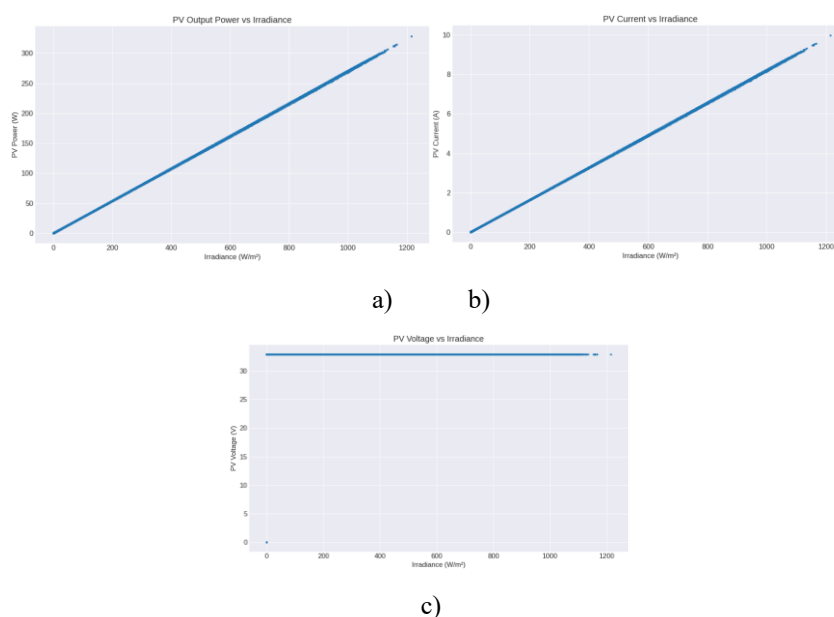 PV Output Power vs Irradiance
300
250
200
150
100
50
0
PV Power (W)
0 200 400 600 800 1000 1200
Irradiance (W/m²)
PV Current vs Irradiance
10
8
6
4
2
0
PV Current (A)
0 200 400 600 800 1000 1200
Irradiance (W/m²)
a) b)
PV Voltage vs Irradiance
30
25
20
15
10
5
0
PV Voltage (V)
0 200 400 600 800 1000 1200
Irradiance (W/m²)
c)